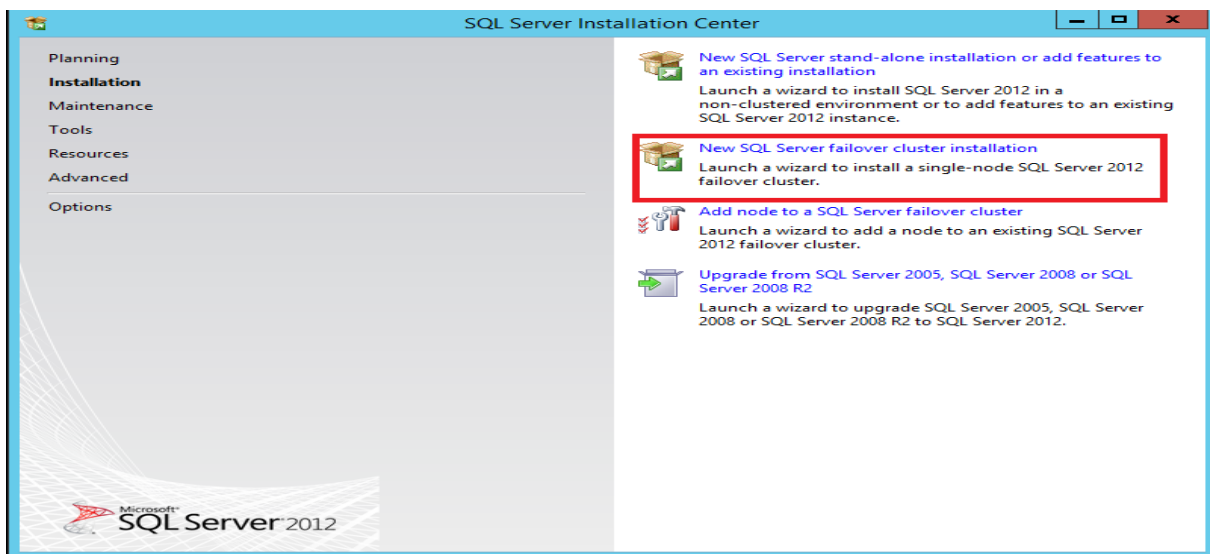 SQL Server Installation Center
Planning
Installation
Maintenance
Tools
Resources
Advanced
Options
New SQL Server stand-alone installation or add features to
an existing installation
Launch a wizard to install SQL Server 2012 in a
non-clustered environment or to add features to an existing
SQL Server 2012 instance.
New SQL Server failover cluster installation
Launch a wizard to install a single-node SQL Server 2012
failover cluster.
Add node to a SQL Server failover cluster
Launch a wizard to add a node to an existing SQL Server
2012 failover cluster.
Upgrade from SQL Server 2005, SQL Server 2008 or SQL
Server 2008 R2
Launch a wizard to upgrade SQL Server 2005, SQL Server
2008 or SQL Server 2008 R2 to SQL Server 2012.
Microsoft®
SQL Server 2012